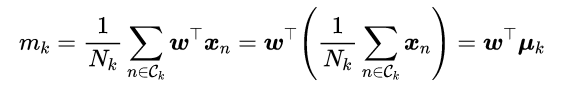 $m_k = \frac{1}{N_k} \sum_{n \in \mathcal{C}_k} \boldsymbol{w}^\top \boldsymbol{x}_n = \boldsymbol{w}^\top \left( \frac{1}{N_k} \sum_{n \in \mathcal{C}_k} \boldsymbol{x}_n \right) = \boldsymbol{w}^\top \boldsymbol{\mu}_k$